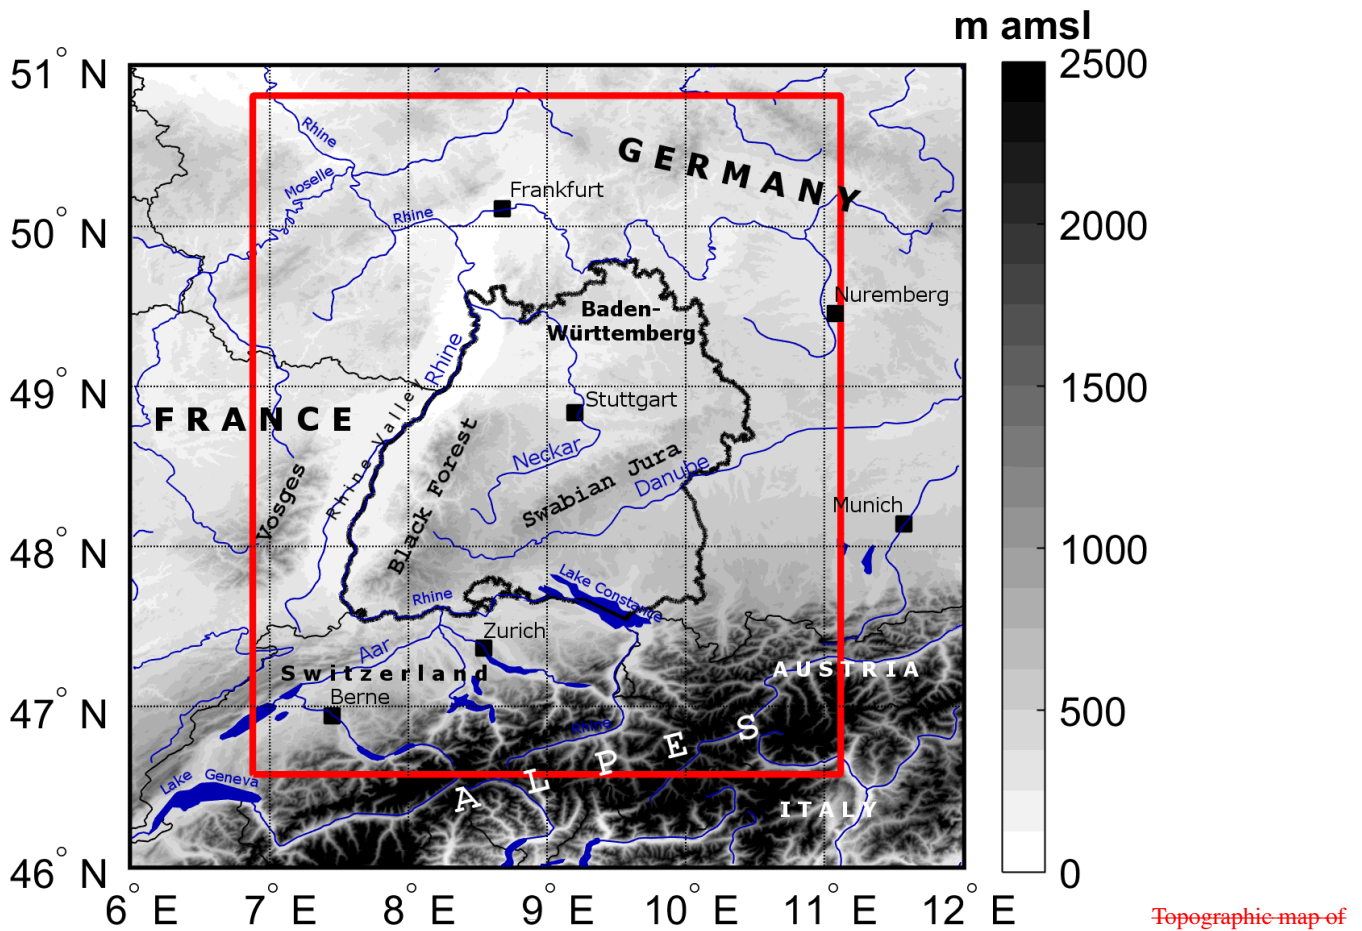 m amsl
51° N
50° N
49° N
48° N
47° N
46° N
6° E
7° E
8° E
9° E
10° E
11° E
12° E
2500
2000
1500
1000
500
0
Rhine
Moselle
Rhine
Frankfurt
GERMANY
Nuremberg
Baden-
Württemberg
Rhine
FRANCE
Rhine Valley
Stuttgart
Neckar
Black Forest
Vosges
Swabian Jura
Danube
Munich
Rhine
Lake Constance
Zurich
Aar
Switzerland
Berne
AUSTRIA
Rhine
ALPES
Lake Geneva
ITALY
Topographic map of